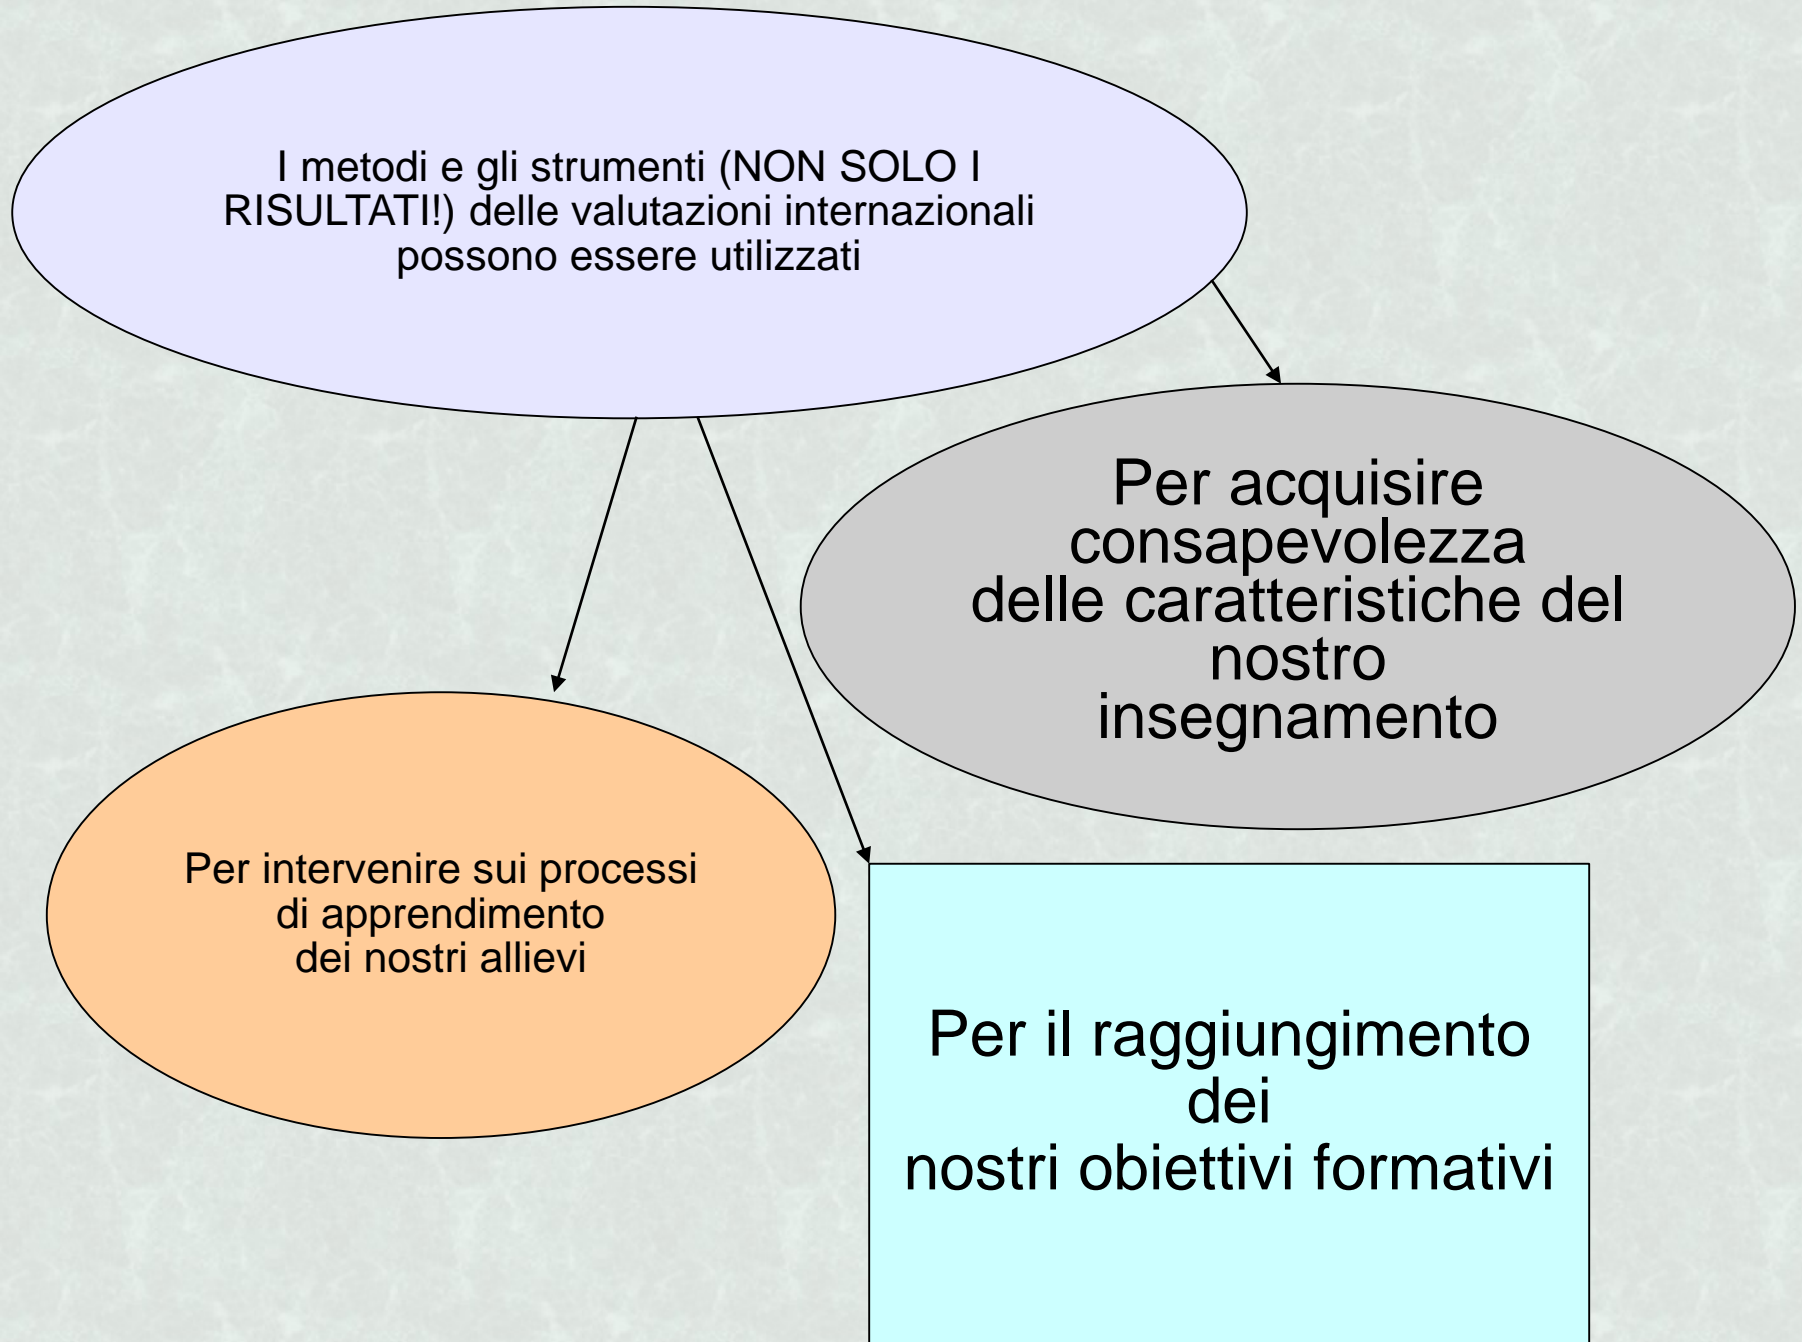 I metodi e gli strumenti (NON SOLO I
RISULTATI!) delle valutazioni internazionali
possono essere utilizzati
Per acquisire
consapevolezza
delle caratteristiche del
nostro
insegnamento
Per intervenire sui processi
di apprendimento
dei nostri allievi
Per il raggiungimento
dei
nostri obiettivi formativi